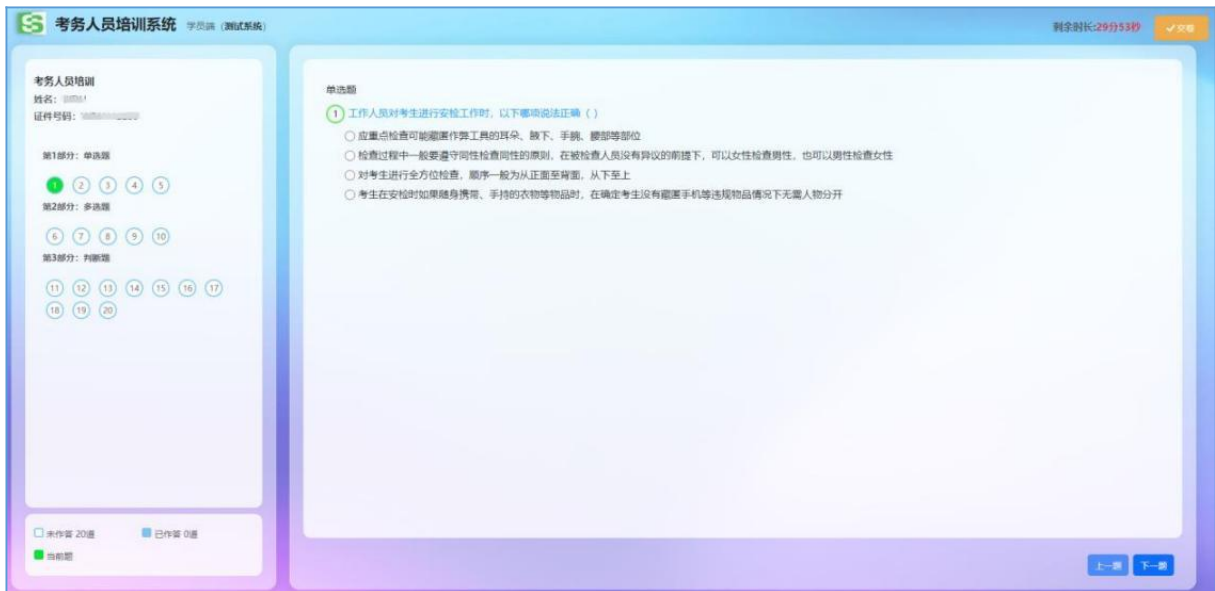 考务人员培训系统 学员端 (测试系统)
剩余时长:29分53秒
交卷
考务人员培训
姓名:
证件号码:
第1部分: 单选题
1 2 3 4 5
第2部分: 多选题
6 7 8 9 10
第3部分: 判断题
11 12 13 14 15 16 17
18 19 20
未作答 20道
已作答 0道
当前题
单选题
1 工作人员对考生进行安检工作时, 以下哪项说法正确 ( )
应重点检查可能藏匿作弊工具的耳朵、腋下、手腕、腰部等部位
检查过程中一般要遵守同性检查同性的原则, 在被检查人员没有异议的前提下, 可以女性检查男性, 也可以男性检查女性
对考生进行全方位检查, 顺序一般为从正面至背面, 从下至上
考生在安检时如果随身携带、手持的衣物等物品时, 在确定考生没有藏匿手机等违规物品情况下无需人物分开
上一题
下一题